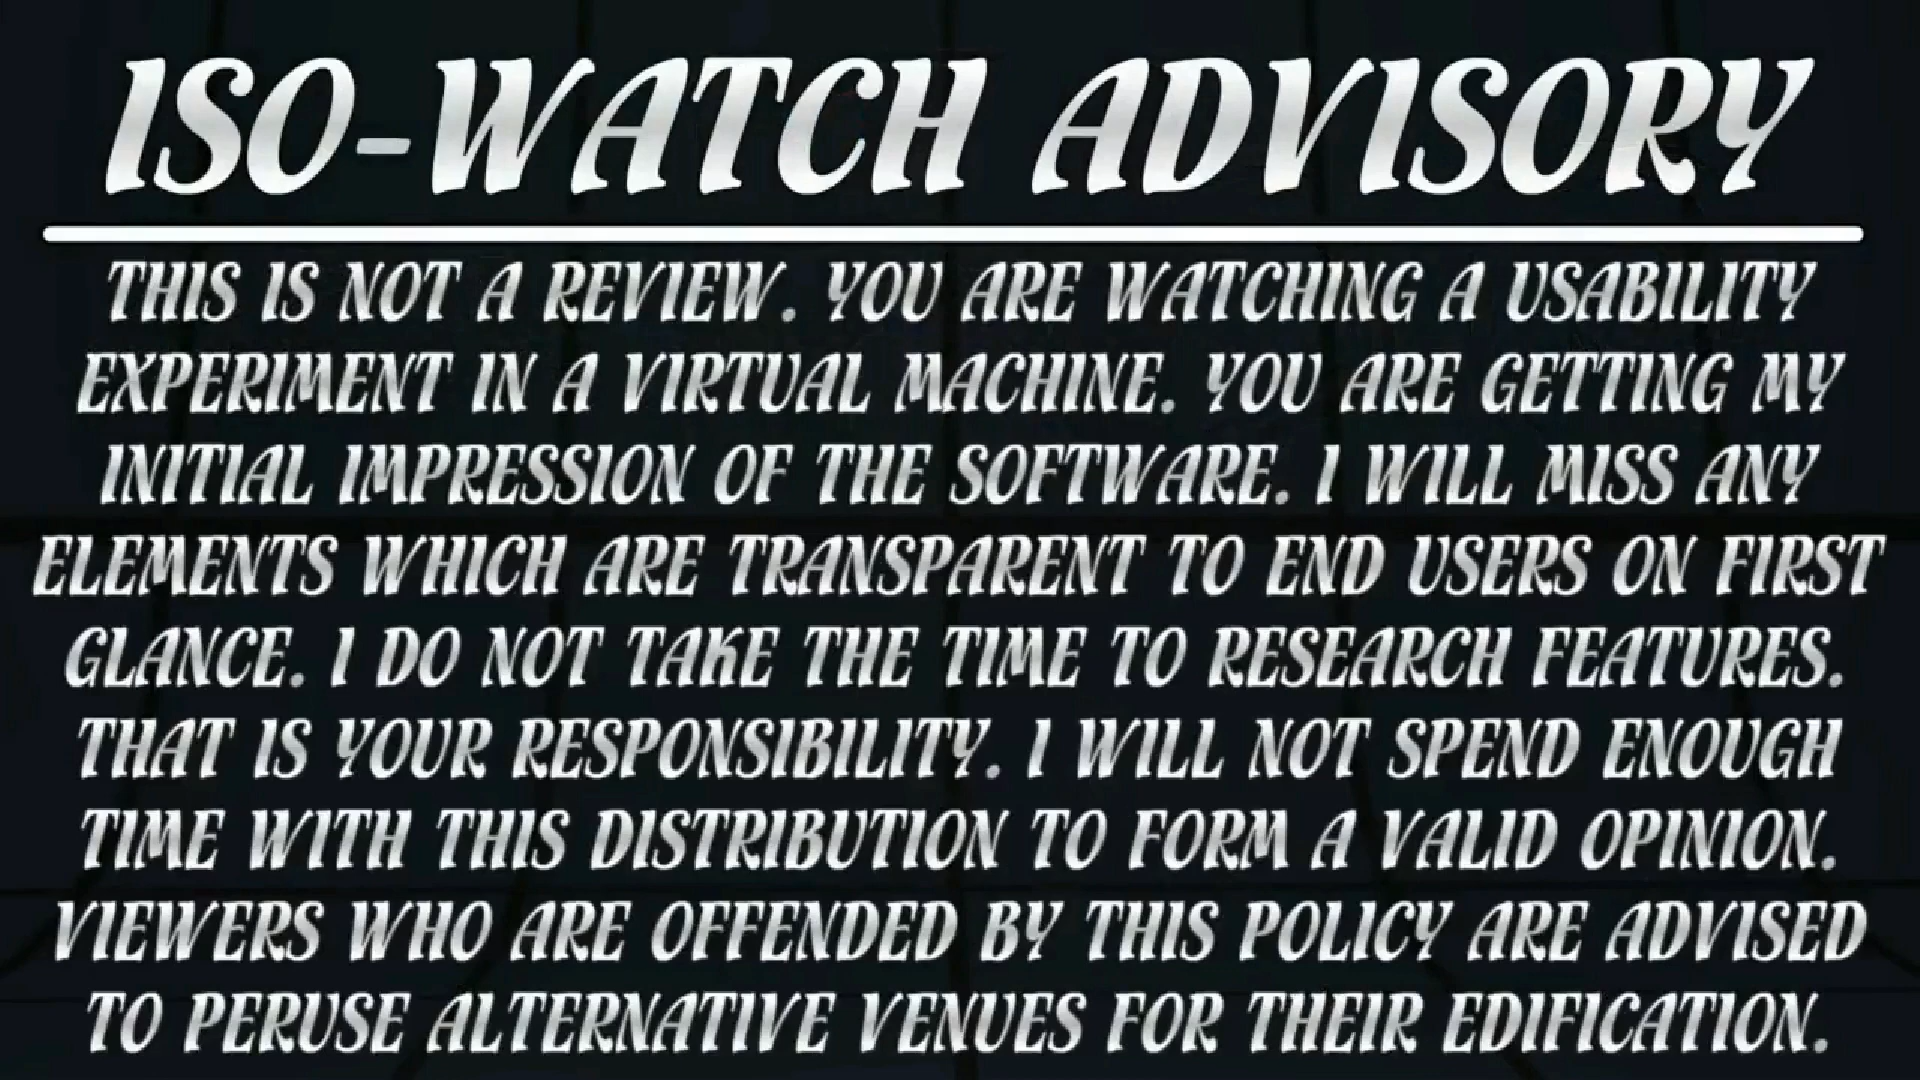 ISO-WATCH ADVISORY
THIS IS NOT A REVIEW. YOU ARE WATCHING A USABILITY
EXPERIMENT IN A VIRTUAL MACHINE. YOU ARE GETTING MY
INITIAL IMPRESSION OF THE SOFTWARE. I WILL MISS ANY
ELEMENTS WHICH ARE TRANSPARENT TO END USERS ON FIRST
GLANCE. I DO NOT TAKE THE TIME TO RESEARCH FEATURES.
THAT IS YOUR RESPONSIBILITY. I WILL NOT SPEND ENOUGH
TIME WITH THIS DISTRIBUTION TO FORM A VALID OPINION.
VIEWERS WHO ARE OFFENDED BY THIS POLICY ARE ADVISED
TO PERUSE ALTERNATIVE VENUES FOR THEIR EDIFICATION.